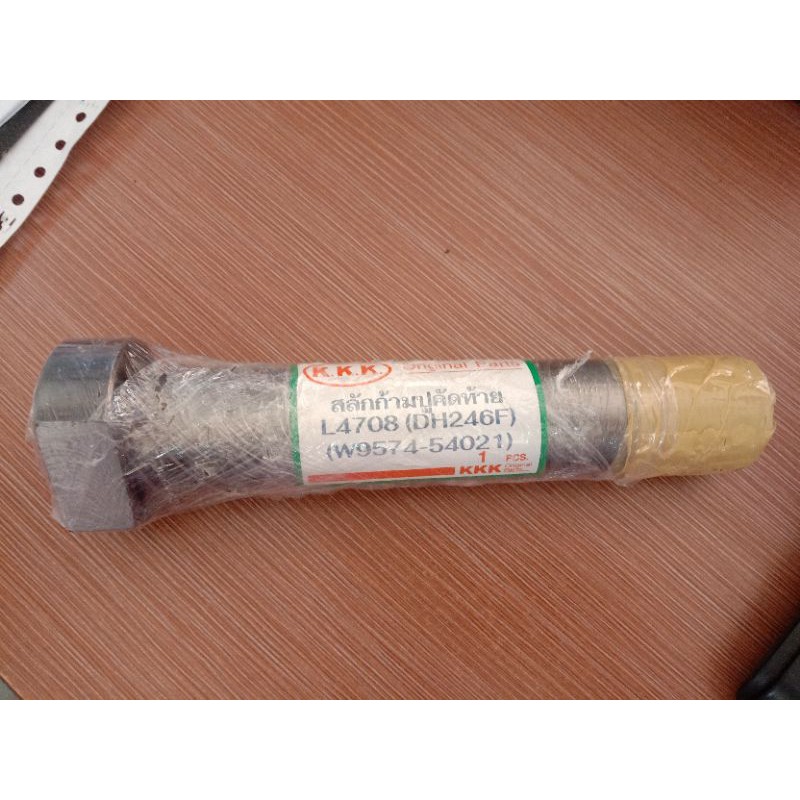 K.K.K. Original Parts
สลักก้ามปูคัดท้าย
L4708 (DH246F)
(W9574-54021)
1 PCS.
KKK